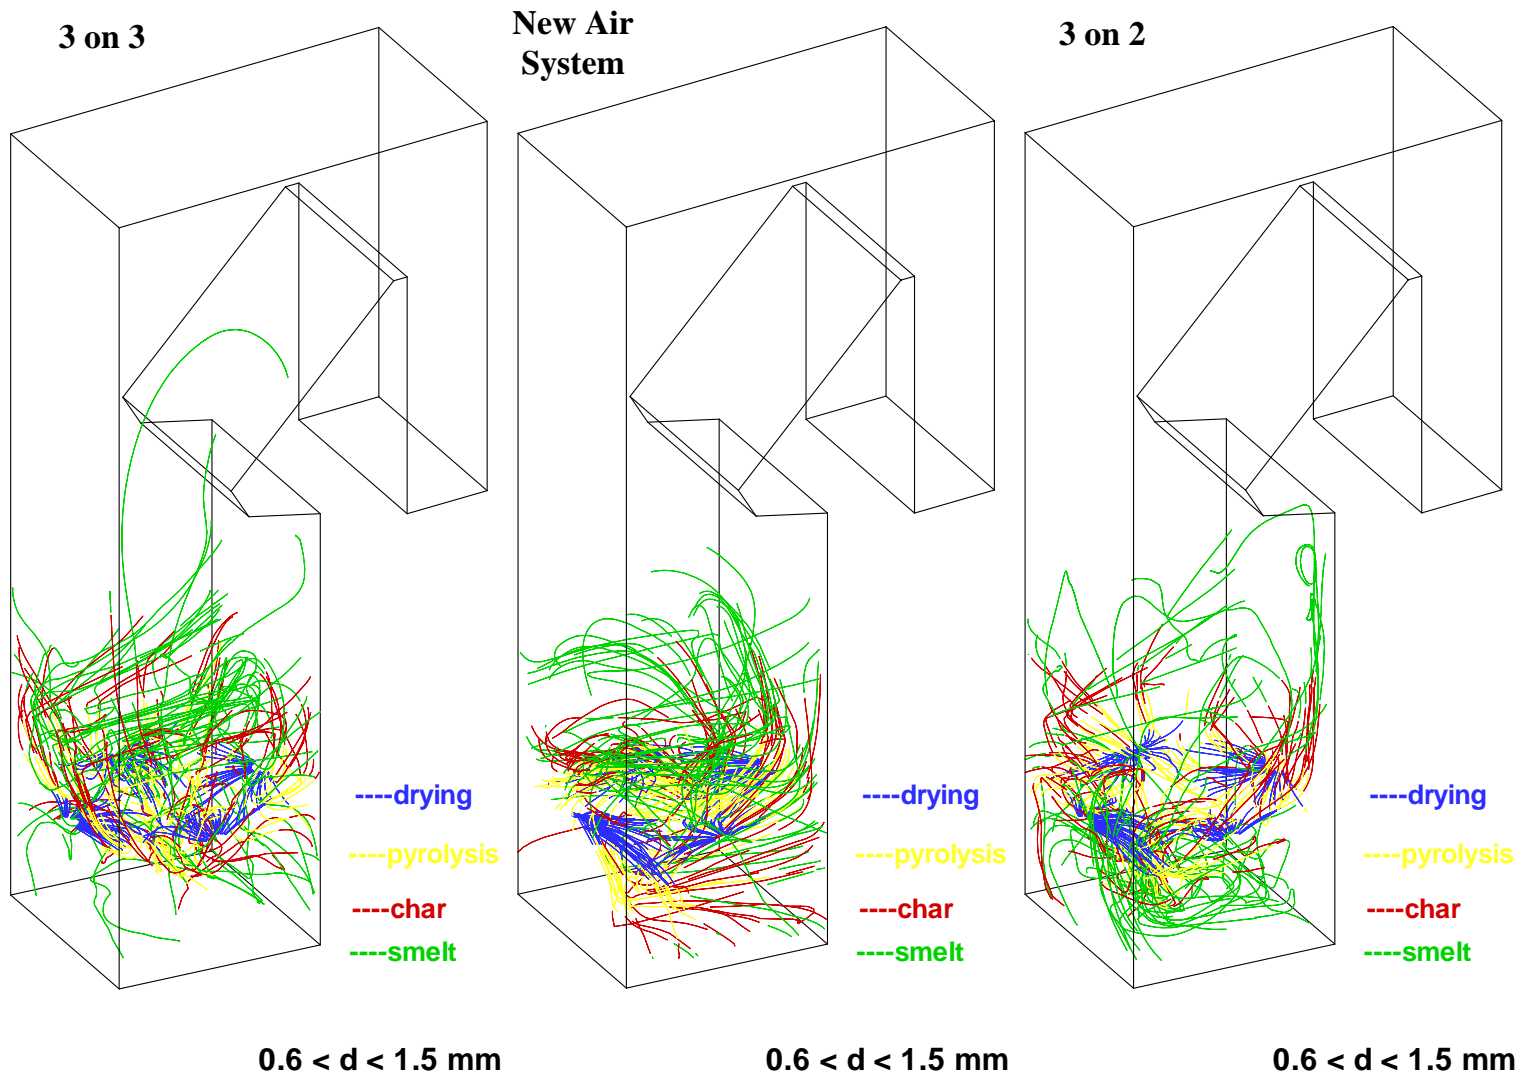 3 on 3
New Air
System
3 on 2
----drying
----pyrolysis
----char
----smelt
----drying
----pyrolysis
----char
----smelt
----drying
----pyrolysis
----char
----smelt
0.6 < d < 1.5 mm
0.6 < d < 1.5 mm
0.6 < d < 1.5 mm